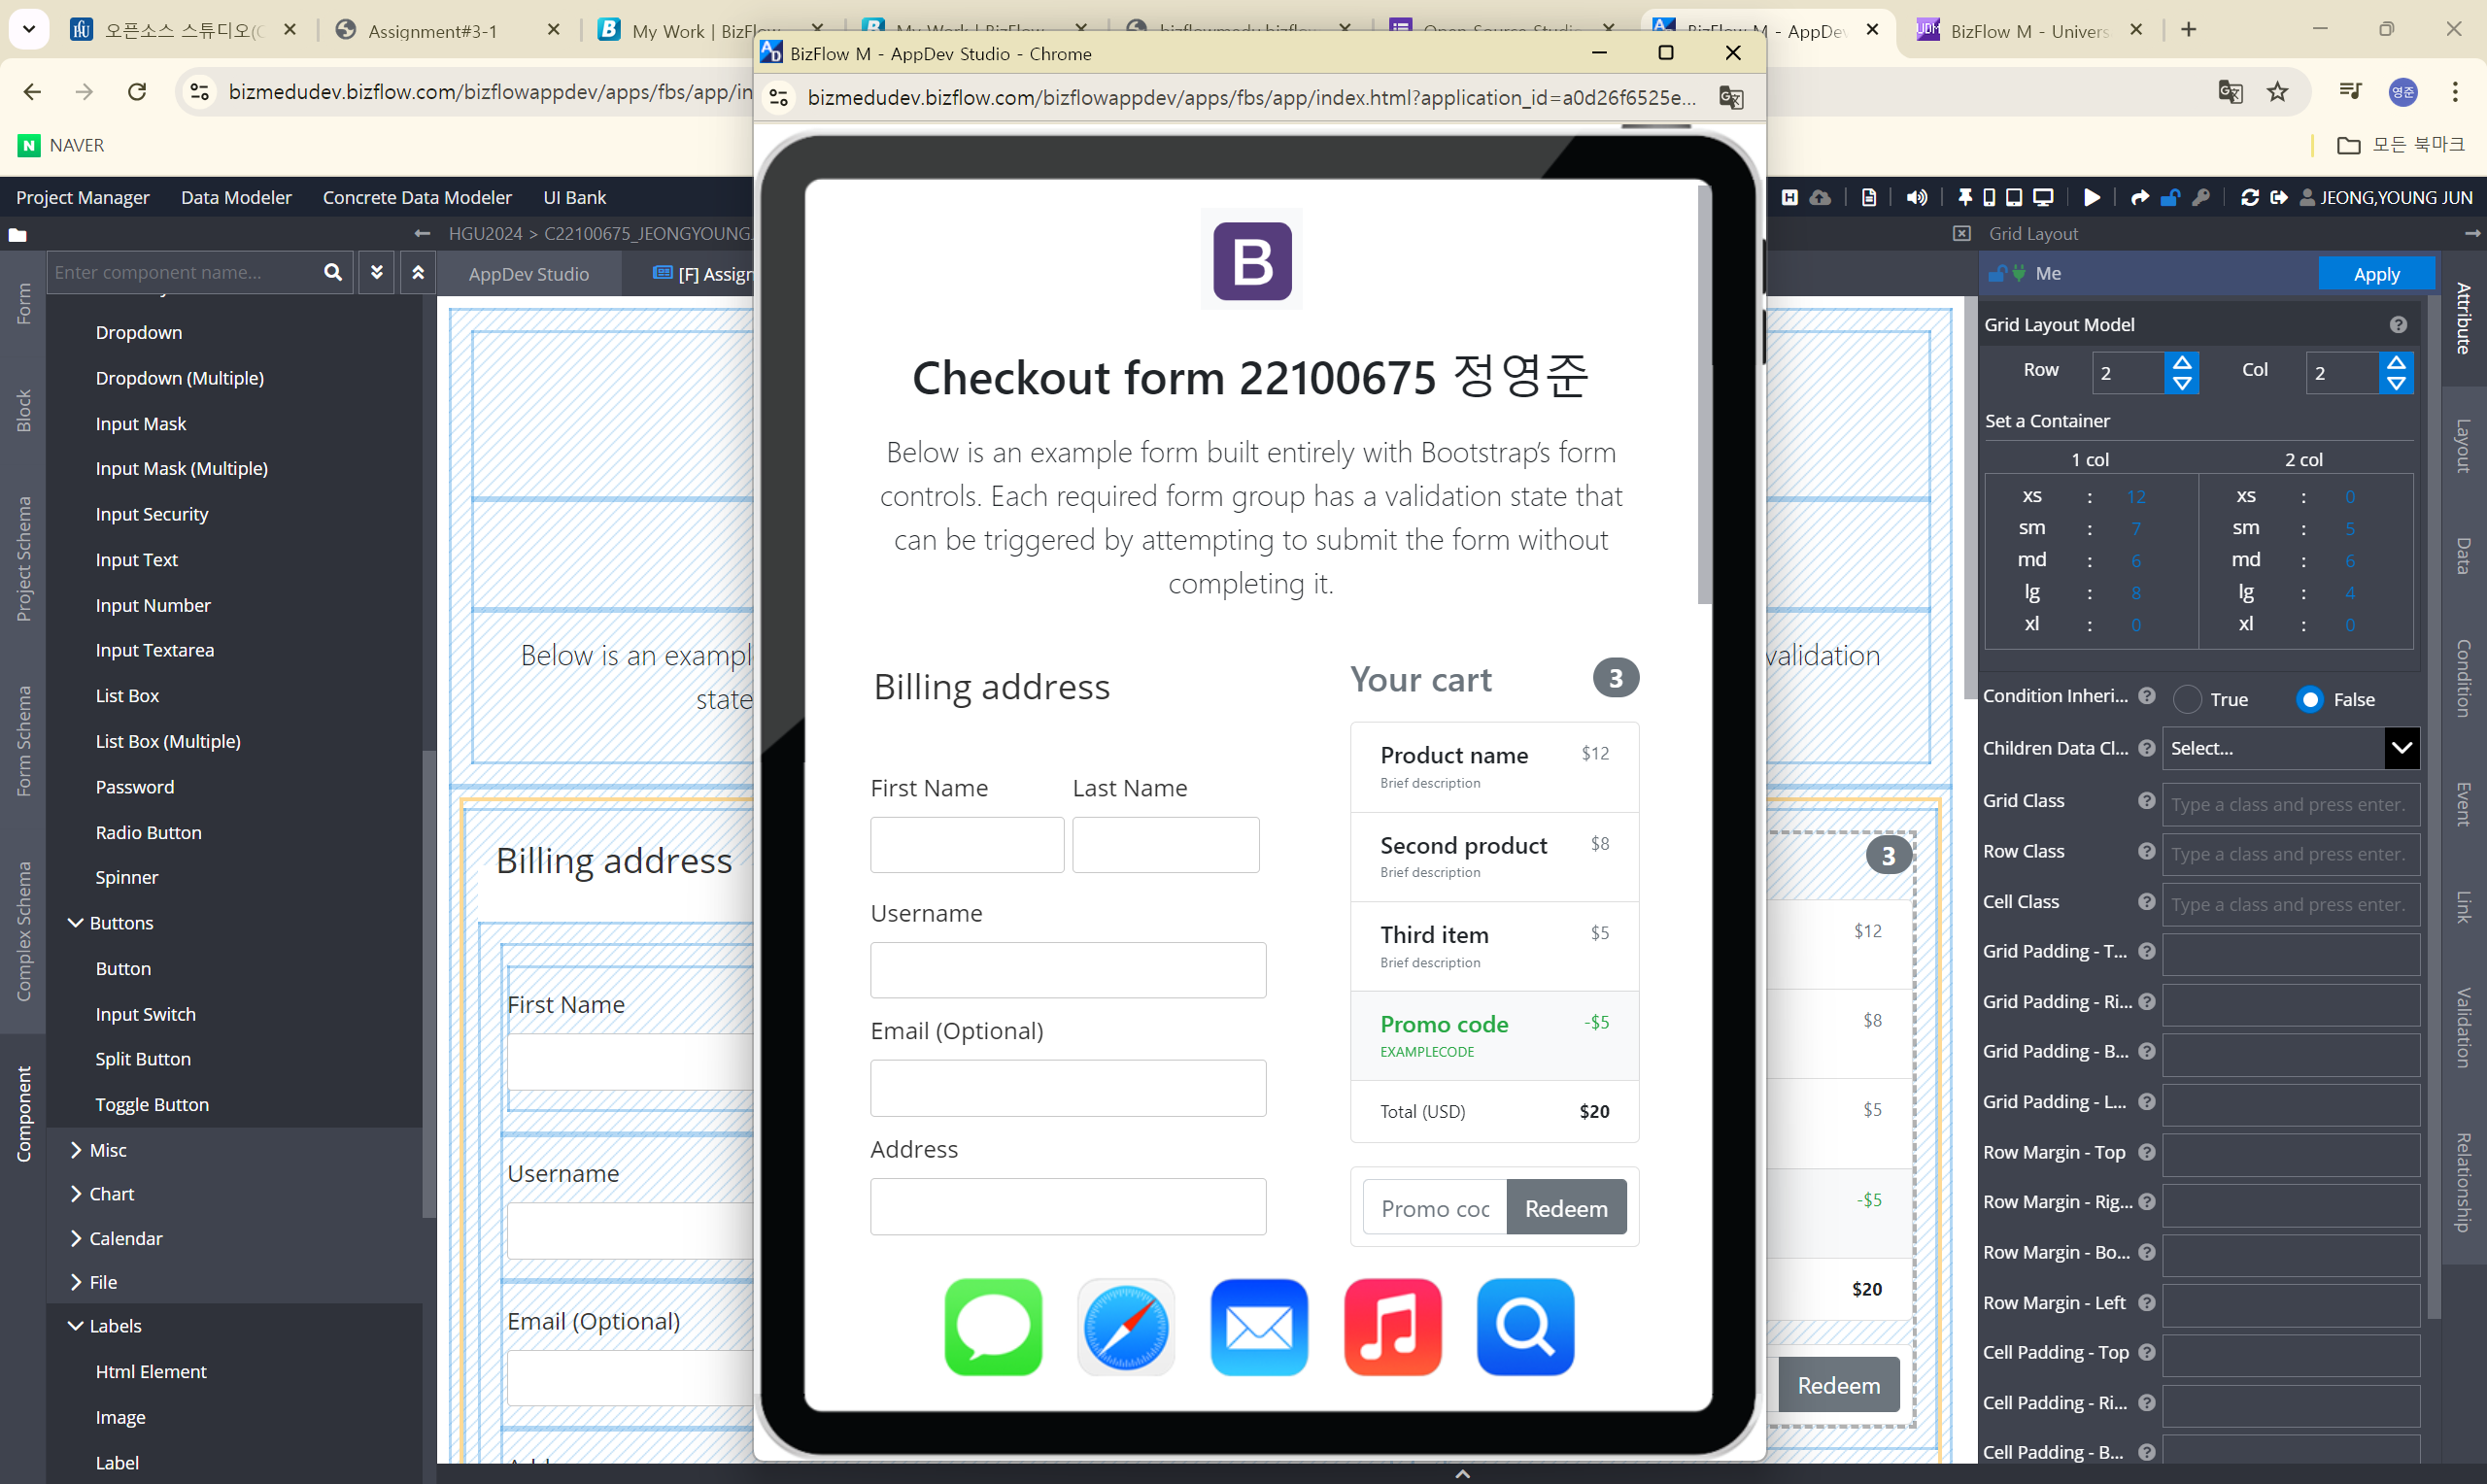 오픈소스 스튜디오(
Assignment#3-1
My Work | BizFlow
My Work | BizFlow
Open Source Studio
BizFlow M - AppDev
BizFlow M - Univers
BizFlow M - AppDev Studio - Chrome
bizmedudev.bizflow.com/bizflowappdev/apps/fbs/app/in
영준
bizmedudev.bizflow.com/bizflowappdev/apps/fbs/app/index.html?application_id=a0d26f6525e...
NAVER
모든 북마크
Project Manager
Data Modeler
Concrete Data Modeler
UI Bank
JEONG,YOUNG JUN
HGU2024 > C22100675_JEONGYOUNG
Grid Layout
Enter component name...
AppDev Studio
[F] Assign
Form
Block
Project Schema
Form Schema
Complex Schema
Component
Dropdown
Dropdown (Multiple)
Input Mask
Input Mask (Multiple)
Input Security
Input Text
Input Number
Input Textarea
List Box
List Box (Multiple)
Password
Radio Button
Spinner
Buttons
Button
Input Switch
Split Button
Toggle Button
Misc
Chart
Calendar
File
Labels
Html Element
Image
Label
Below is an exampl
state
Billing address
First Name
Username
Email (Optional)
B
Checkout form 22100675 정영준
Below is an example form built entirely with Bootstrap's form
controls. Each required form group has a validation state that
can be triggered by attempting to submit the form without
completing it.
Billing address
First Name
Last Name
Username
Email (Optional)
Address
Your cart
3
Product name
$12
Brief description
Second product
$8
Brief description
Third item
$5
Brief description
Promo code
-$5
EXAMPLECODE
Total (USD)
$20
Promo coc
Redeem
validation
3
$12
$8
$5
-$5
$20
Redeem
Me
Apply
Grid Layout Model
Row
2
Col
2
Set a Container
1 col
2 col
xs : 12
xs : 0
sm : 7
sm : 5
md : 6
md : 6
lg : 8
lg : 4
xl : 0
xl : 0
Condition Inheri...
True
False
Children Data Cl...
Select...
Grid Class
Type a class and press enter.
Row Class
Type a class and press enter.
Cell Class
Type a class and press enter.
Grid Padding - T...
Grid Padding - Ri...
Grid Padding - B...
Grid Padding - L...
Row Margin - Top
Row Margin - Rig...
Row Margin - Bo...
Row Margin - Left
Cell Padding - Top
Cell Padding - Ri...
Cell Padding - B...
Attribute
Layout
Data
Condition
Event
Link
Validation
Relationship